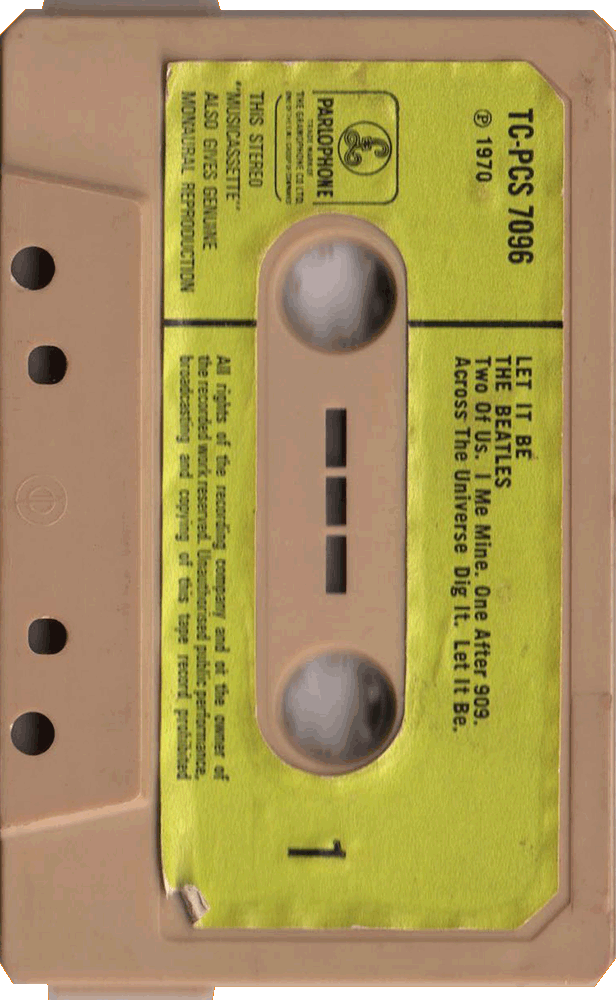 TC-PCS 7096
℗ 1970
PARLOPHONE
TRADE MARK OF
THE GRAMOPHONE CO. LTD.
THIS STEREO
"MUSICASSETTE"
ALSO GIVES GENUINE
MONAURAL REPRODUCTION
LET IT BE
THE BEATLES
Two Of Us. I Me Mine. One After 909.
Across The Universe Dig It. Let It Be.
1
All rights of the recording company and ot the owner of
the recorded work reserved. Unauthorised public performance,
broadcasting and copying of this tape record prohibited